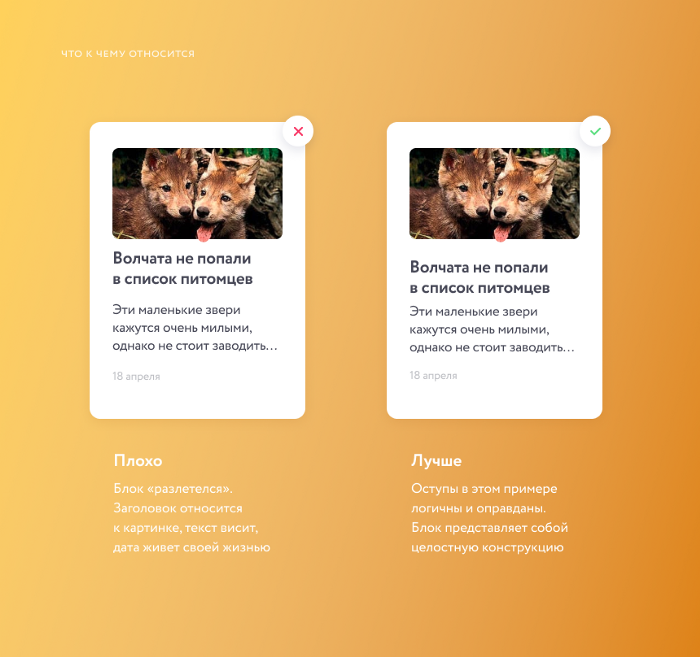 ЧТО К ЧЕМУ ОТНОСИТСЯ
Волчата не попали
в список питомцев
Эти маленькие звери
кажутся очень милыми,
однако не стоит заводить...
18 апреля
Плохо
Блок «разлетелся».
Заголовок относится
к картинке, текст висит,
дата живет своей жизнью
Волчата не попали
в список питомцев
Эти маленькие звери
кажутся очень милыми,
однако не стоит заводить...
18 апреля
Лучше
Оступы в этом примере
логичны и оправданы.
Блок представляет собой
целостную конструкцию